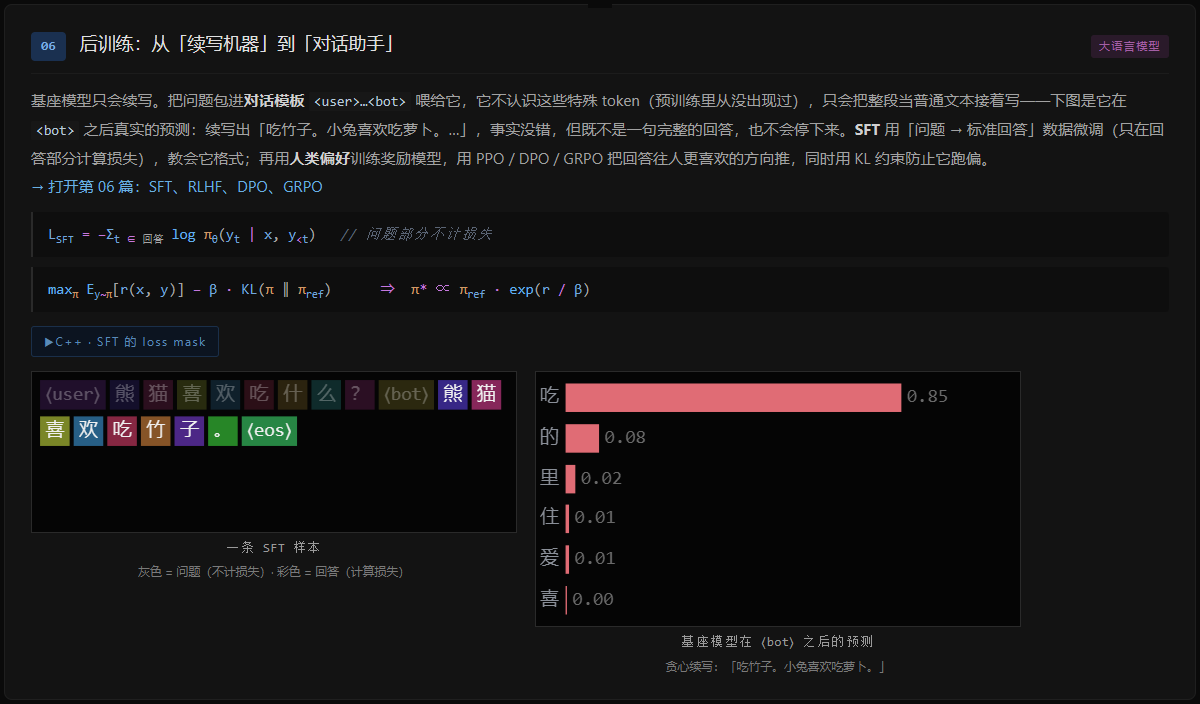 06 后训练：从「续写机器」到「对话助手」
大语言模型
基座模型只会续写。把问题包进对话模板 <user>…<bot> 喂给它，它不认识这些特殊 token（预训练里从没出现过），只会把整段当普通文本接着写——下图是它在
<bot> 之后真实的预测：续写出「吃竹子。小兔喜欢吃萝卜。…」，事实没错，但既不是一句完整的回答，也不会停下来。SFT 用「问题 → 标准回答」数据微调（只在回
答部分计算损失），教会它格式；再用人类偏好训练奖励模型，用 PPO / DPO / GRPO 把回答往人更喜欢的方向推，同时用 KL 约束防止它跑偏。
→ 打开第 06 篇：SFT、RLHF、DPO、GRPO
L_SFT = −Σ_t ∈ 回答 log π_θ(y_t | x, y_<t) // 问题部分不计损失
max_π E_y~π[r(x, y)] − β · KL(π ‖ π_ref) ⇒ π* ∝ π_ref · exp(r / β)
▶C++ · SFT 的 loss mask
⟨user⟩ 熊 猫 喜 欢 吃 什 么 ？ ⟨bot⟩ 熊 猫
喜 欢 吃 竹 子 。 ⟨eos⟩
一条 SFT 样本
灰色 = 问题（不计损失）· 彩色 = 回答（计算损失）
吃 0.85
的 0.08
里 0.02
住 0.01
爱 0.01
喜 0.00
基座模型在 ⟨bot⟩ 之后的预测
贪心续写：「吃竹子。小兔喜欢吃萝卜。」